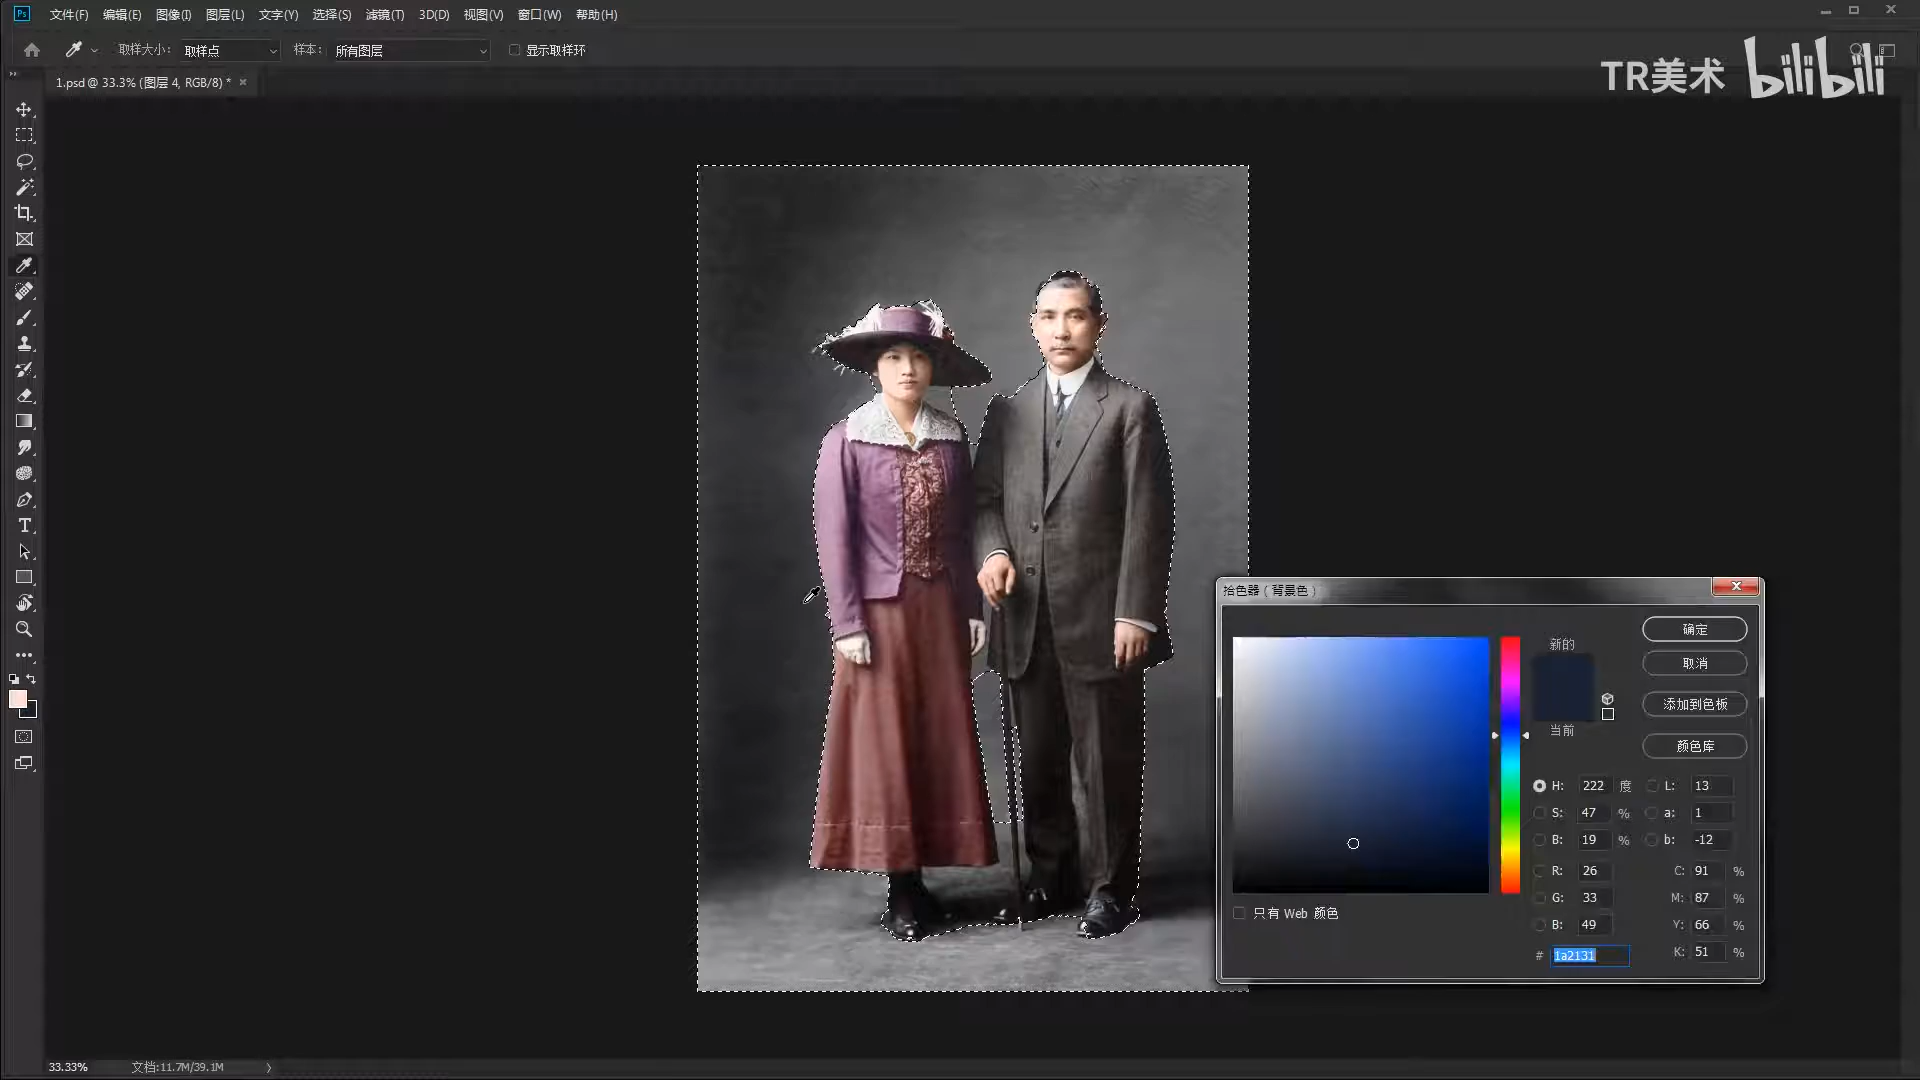 Ps 文件(F) 编辑(E) 图像(I) 图层(L) 文字(Y) 选择(S) 滤镜(T) 3D(D) 视图(V) 窗口(W) 帮助(H)
取样大小: 取样点 样本: 所有图层 显示取样环
1.psd @ 33.3% (图层 4, RGB/8) * ×
TR美术 bilibili
拾色器（背景色）
新的
当前
确定
取消
添加到色板
颜色库
H: 222 度 L: 13
S: 47 % a: 1
B: 19 % b: -12
R: 26 C: 91 %
G: 33 M: 87 %
B: 49 Y: 66 %
# 1a2131 K: 51 %
只有 Web 颜色
33.33% 文档:11.7M/39.1M